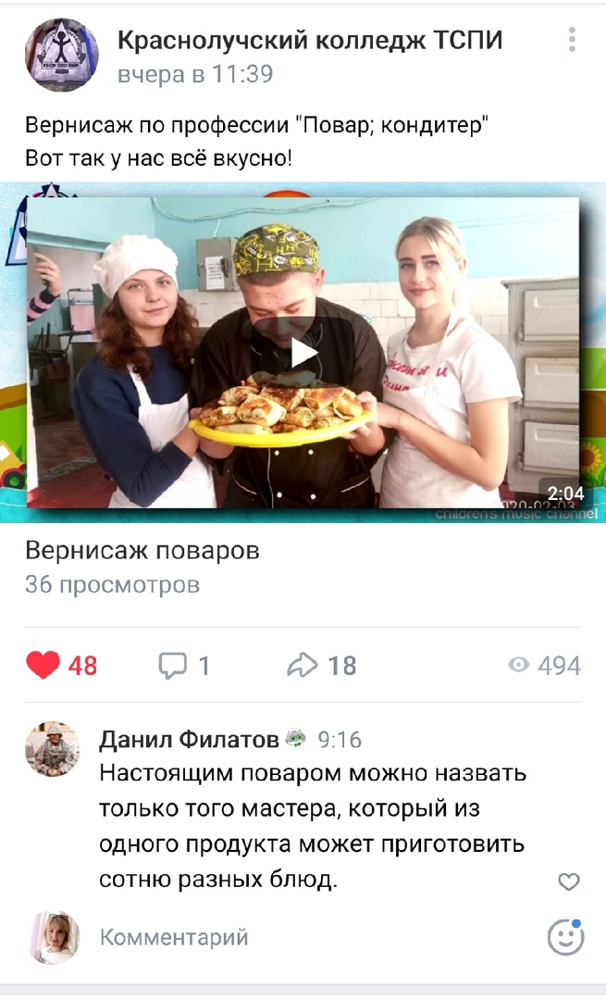 Краснолучский колледж ТСПИ
вчера в 11:39
Вернисаж по профессии "Повар; кондитер"
Вот так у нас всё вкусно!
2:04
children's music channel
Вернисаж поваров
36 просмотров
48 1 18 494
Данил Филатов 9:16
Настоящим поваром можно назвать
только того мастера, который из
одного продукта может приготовить
сотню разных блюд.
Комментарий